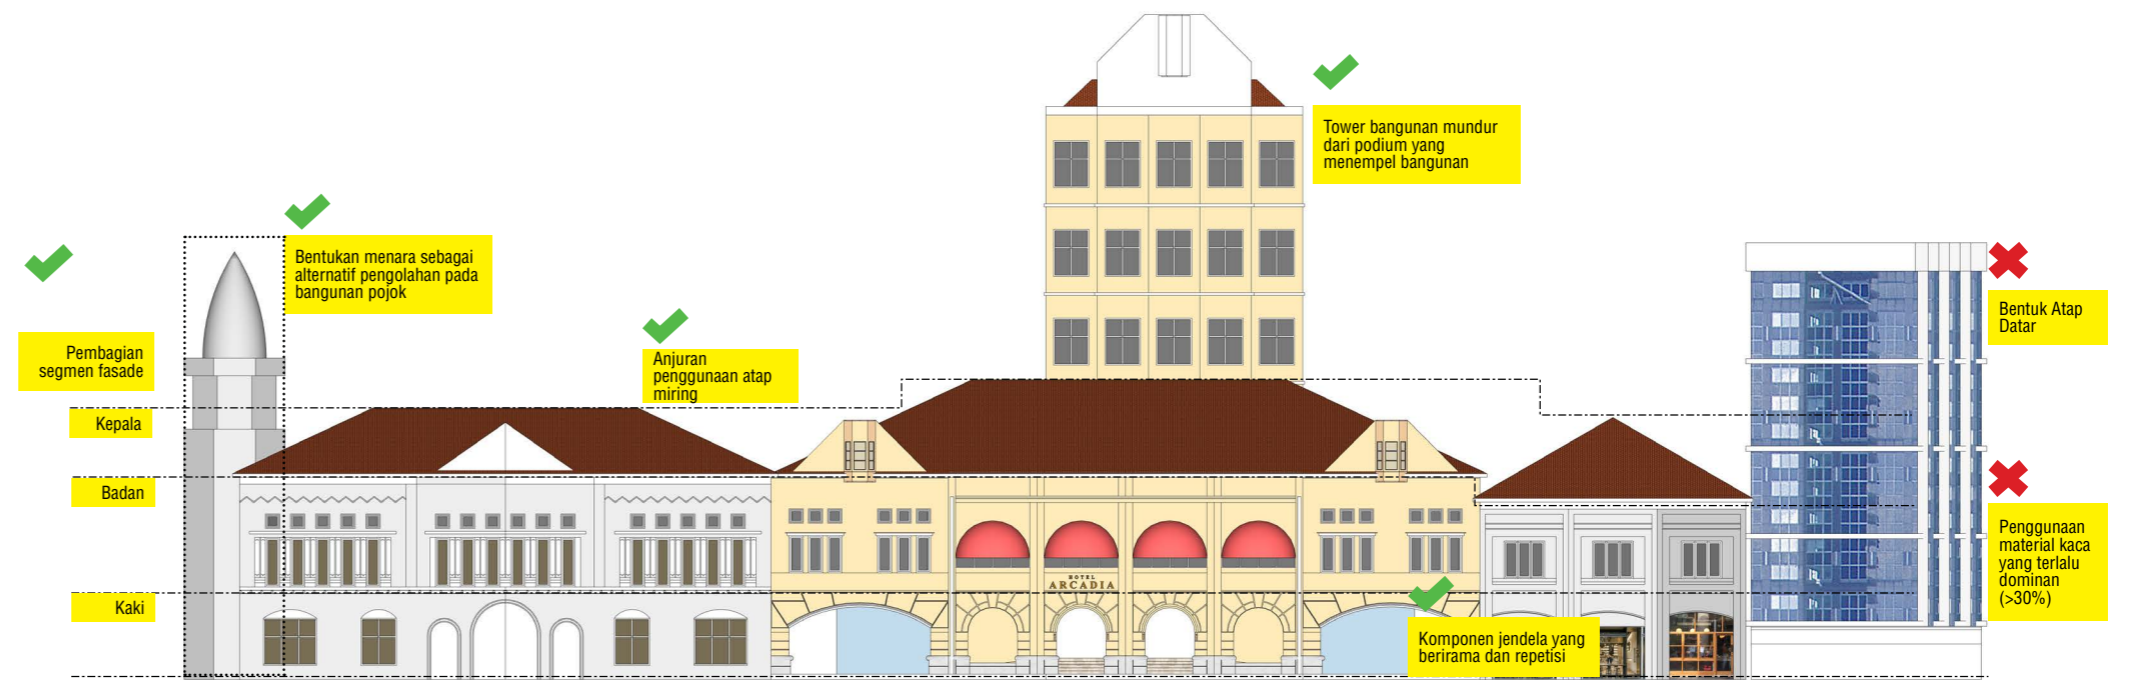 Tower bangunan mundur
dari podium yang
menempel bangunan
Bentukan menara sebagai
alternatif pengolahan pada
bangunan pojok
Pembagian
segmen fasade
Anjuran
penggunaan atap
miring
Bentuk Atap
Datar
Kepala
Badan
Kaki
HOTEL
ARCADIA
Penggunaan
material kaca
yang terlalu
dominan
(>30%)
Komponen jendela yang
berirama dan repetisi